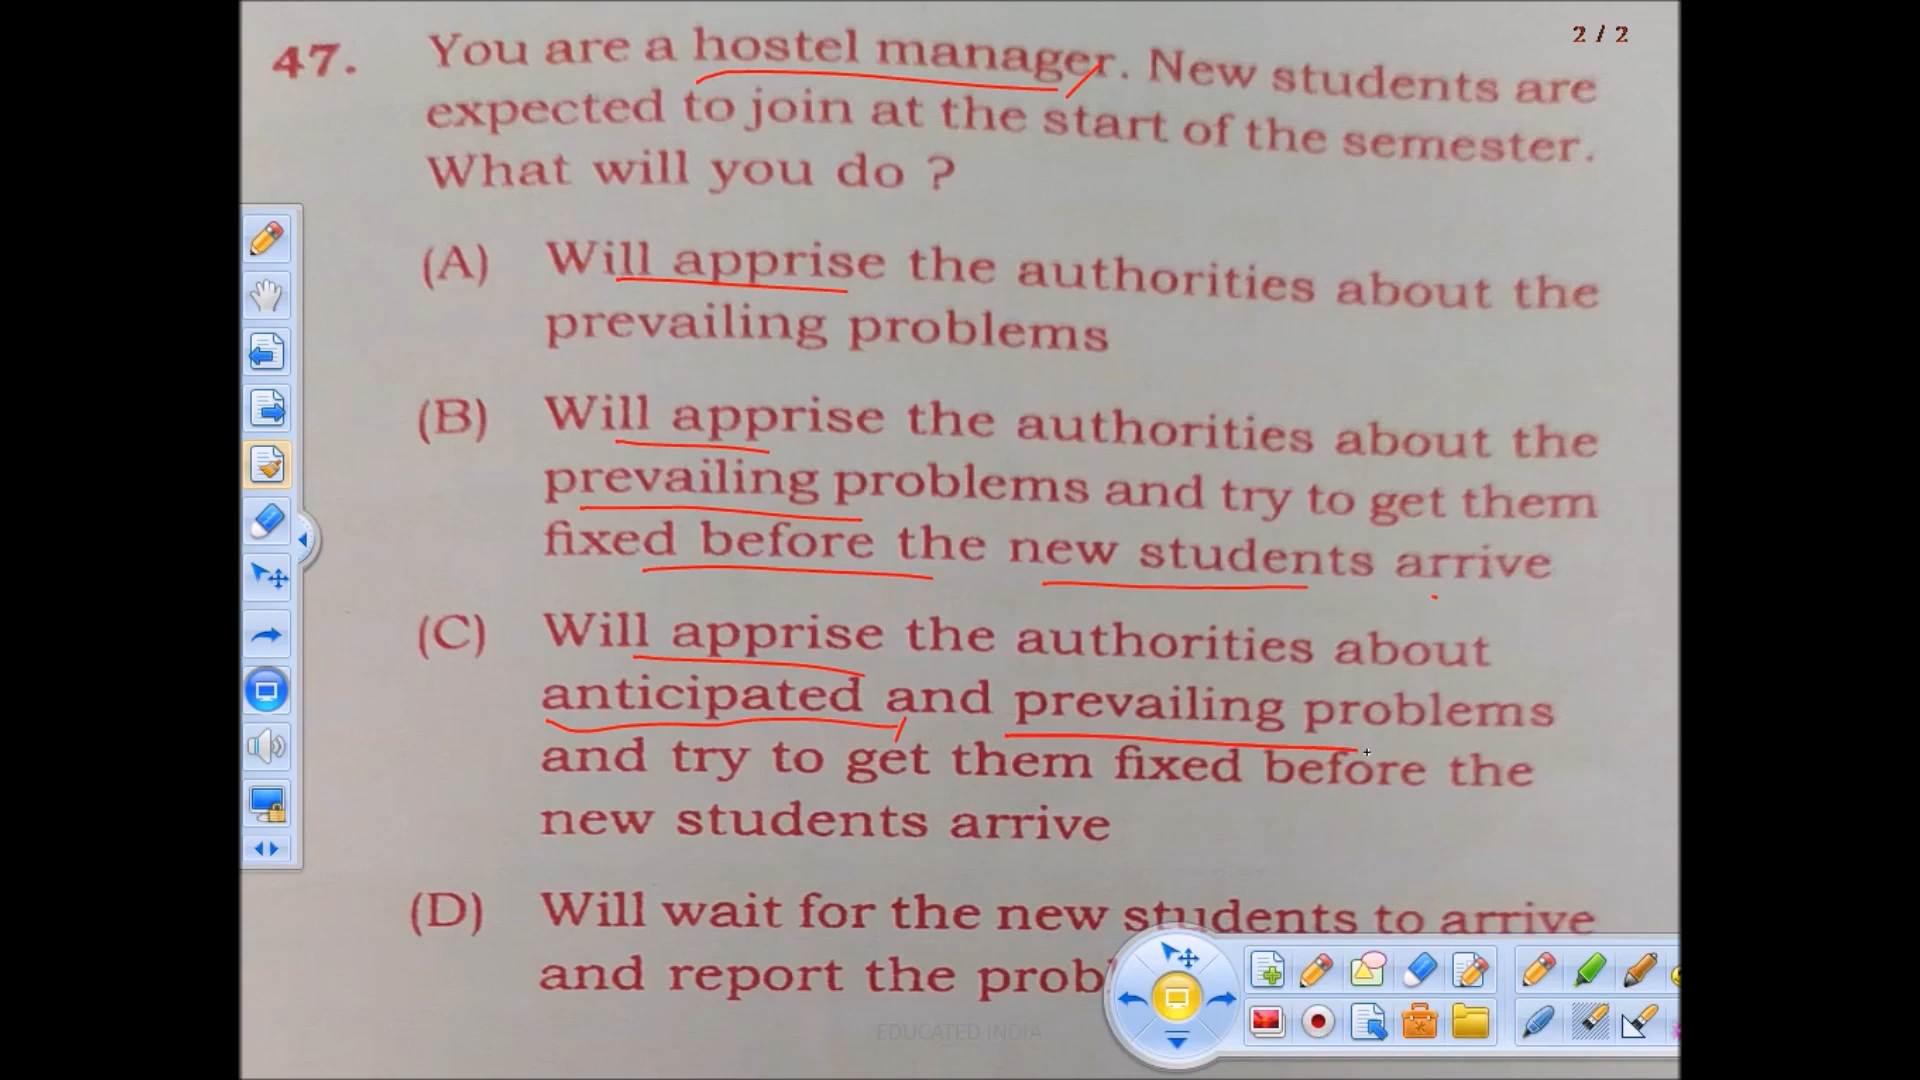 2 / 2
47. You are a hostel manager. New students are
expected to join at the start of the semester.
What will you do ?
(A) Will apprise the authorities about the
prevailing problems
(B) Will apprise the authorities about the
prevailing problems and try to get them
fixed before the new students arrive
(C) Will apprise the authorities about
anticipated and prevailing problems
and try to get them fixed before the
new students arrive
(D) Will wait for the new students to arrive
and report the
EDUCATED INDIA